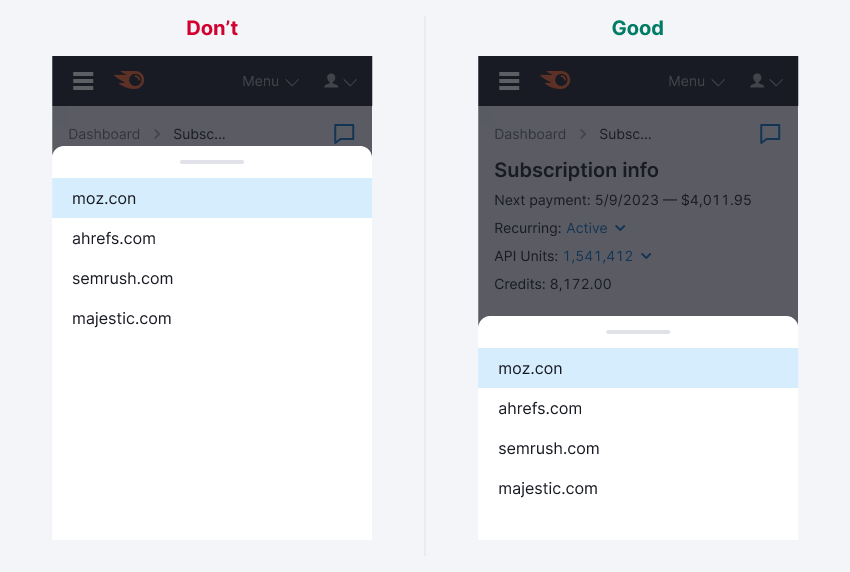 Don’t
Menu
Dashboard > Subsc...
moz.con
ahrefs.com
semrush.com
majestic.com
Good
Menu
Dashboard > Subsc...
Subscription info
Next payment: 5/9/2023 — $4,011.95
Recurring: Active
API Units: 1,541,412
Credits: 8,172.00
moz.con
ahrefs.com
semrush.com
majestic.com